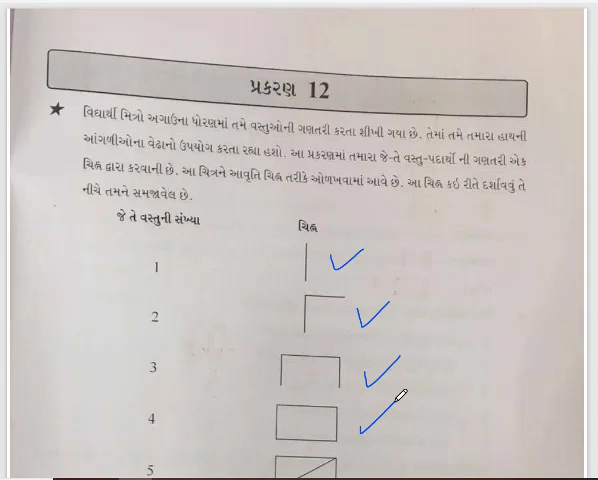 પ્રકરણ 12
★ વિદ્યાર્થી મિત્રો અગાઉના ધોરણમાં તમે વસ્તુઓની ગણતરી કરતા શીખી ગયા છો. તેમાં તમે તમારા હાથની
આંગળીઓના વેઢાનો ઉપયોગ કરતા રહ્યા હશો. આ પ્રકરણમાં તમારા જે-તે વસ્તુ-પદાર્થો ની ગણતરી એક
ચિહ્ન દ્વારા કરવાની છે. આ ચિત્રને આવૃતિ ચિહ્ન તરીકે ઓળખવામાં આવે છે. આ ચિહ્ન કઇ રીતે દર્શાવવું તે
નીચે તમને સમજાવેલ છે.
જે તે વસ્તુની સંખ્યા ચિહ્ન
1
2
3
4
5